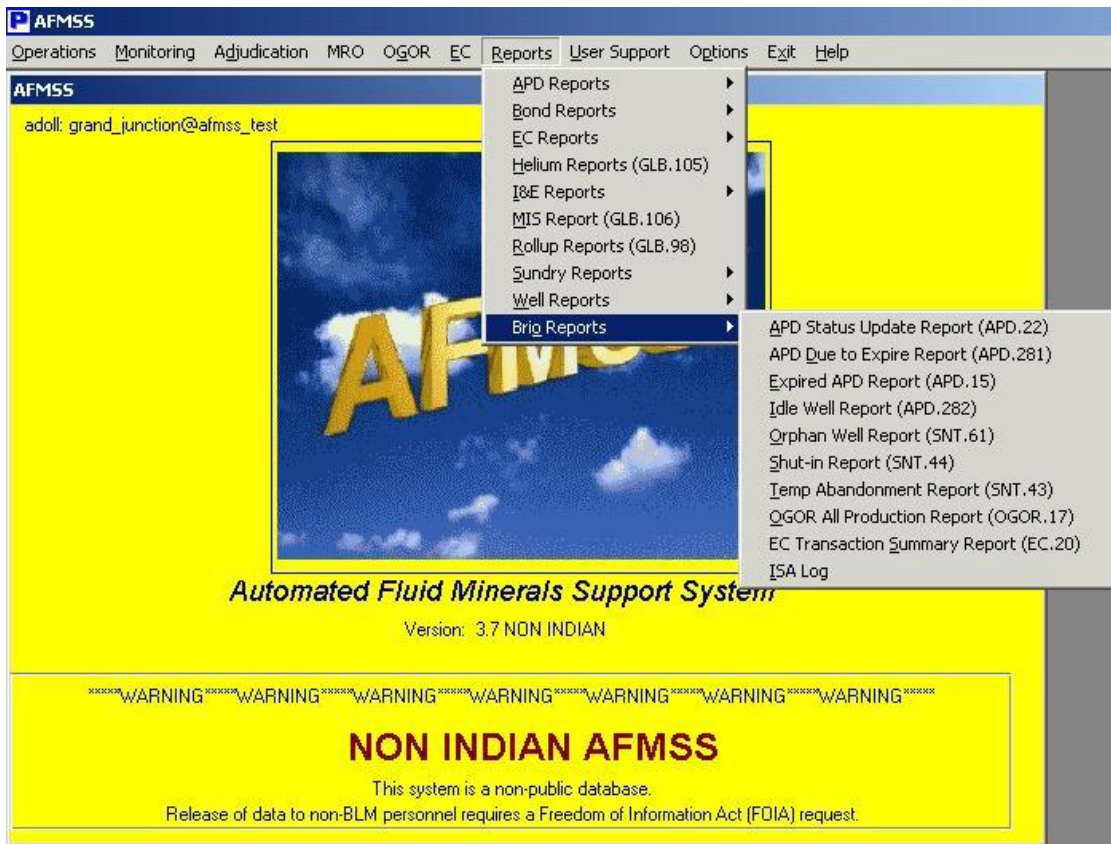 AFMSS
Operations Monitoring Adjudication MRO OGOR EC Reports User Support Options Exit Help
AFMSS
adoll: grand_junction@afmss_test
APD Reports
Bond Reports
EC Reports
Helium Reports (GLB.105)
I&E Reports
MIS Report (GLB.106)
Rollup Reports (GLB.98)
Sundry Reports
Well Reports
Brio Reports
APD Status Update Report (APD.22)
APD Due to Expire Report (APD.281)
Expired APD Report (APD.15)
Idle Well Report (APD.282)
Orphan Well Report (SNT.61)
Shut-in Report (SNT.44)
Temp Abandonment Report (SNT.43)
OGOR All Production Report (OGOR.17)
EC Transaction Summary Report (EC.20)
ISA Log
AFMSS
Automated Fluid Minerals Support System
Version: 3.7 NON INDIAN
*****WARNING*****WARNING*****WARNING*****WARNING*****WARNING*****WARNING*****WARNING*****
NON INDIAN AFMSS
This system is a non-public database.
Release of data to non-BLM personnel requires a Freedom of Information Act (FOIA) request.